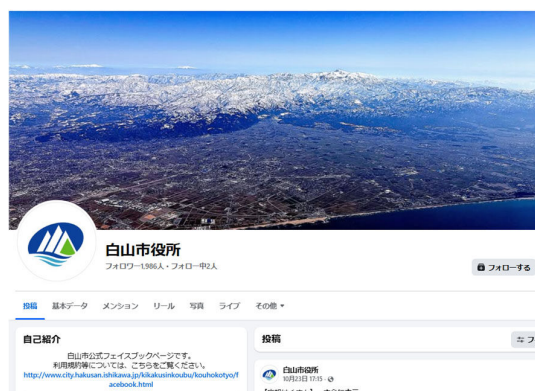 白山市役所
フォロワー1,986人・フォロー中2人
フォローする
投稿 基本データ メンション リール 写真 ライブ その他
自己紹介
白山市公式フェイスブックページです。
利用規約等については、こちらをご覧ください。
http://www.city.hakusan.ishikawa.jp/kikakusinkoubu/kouhokotyo/f
acebook.html
投稿
フ
白山市役所
10月23日 17:15